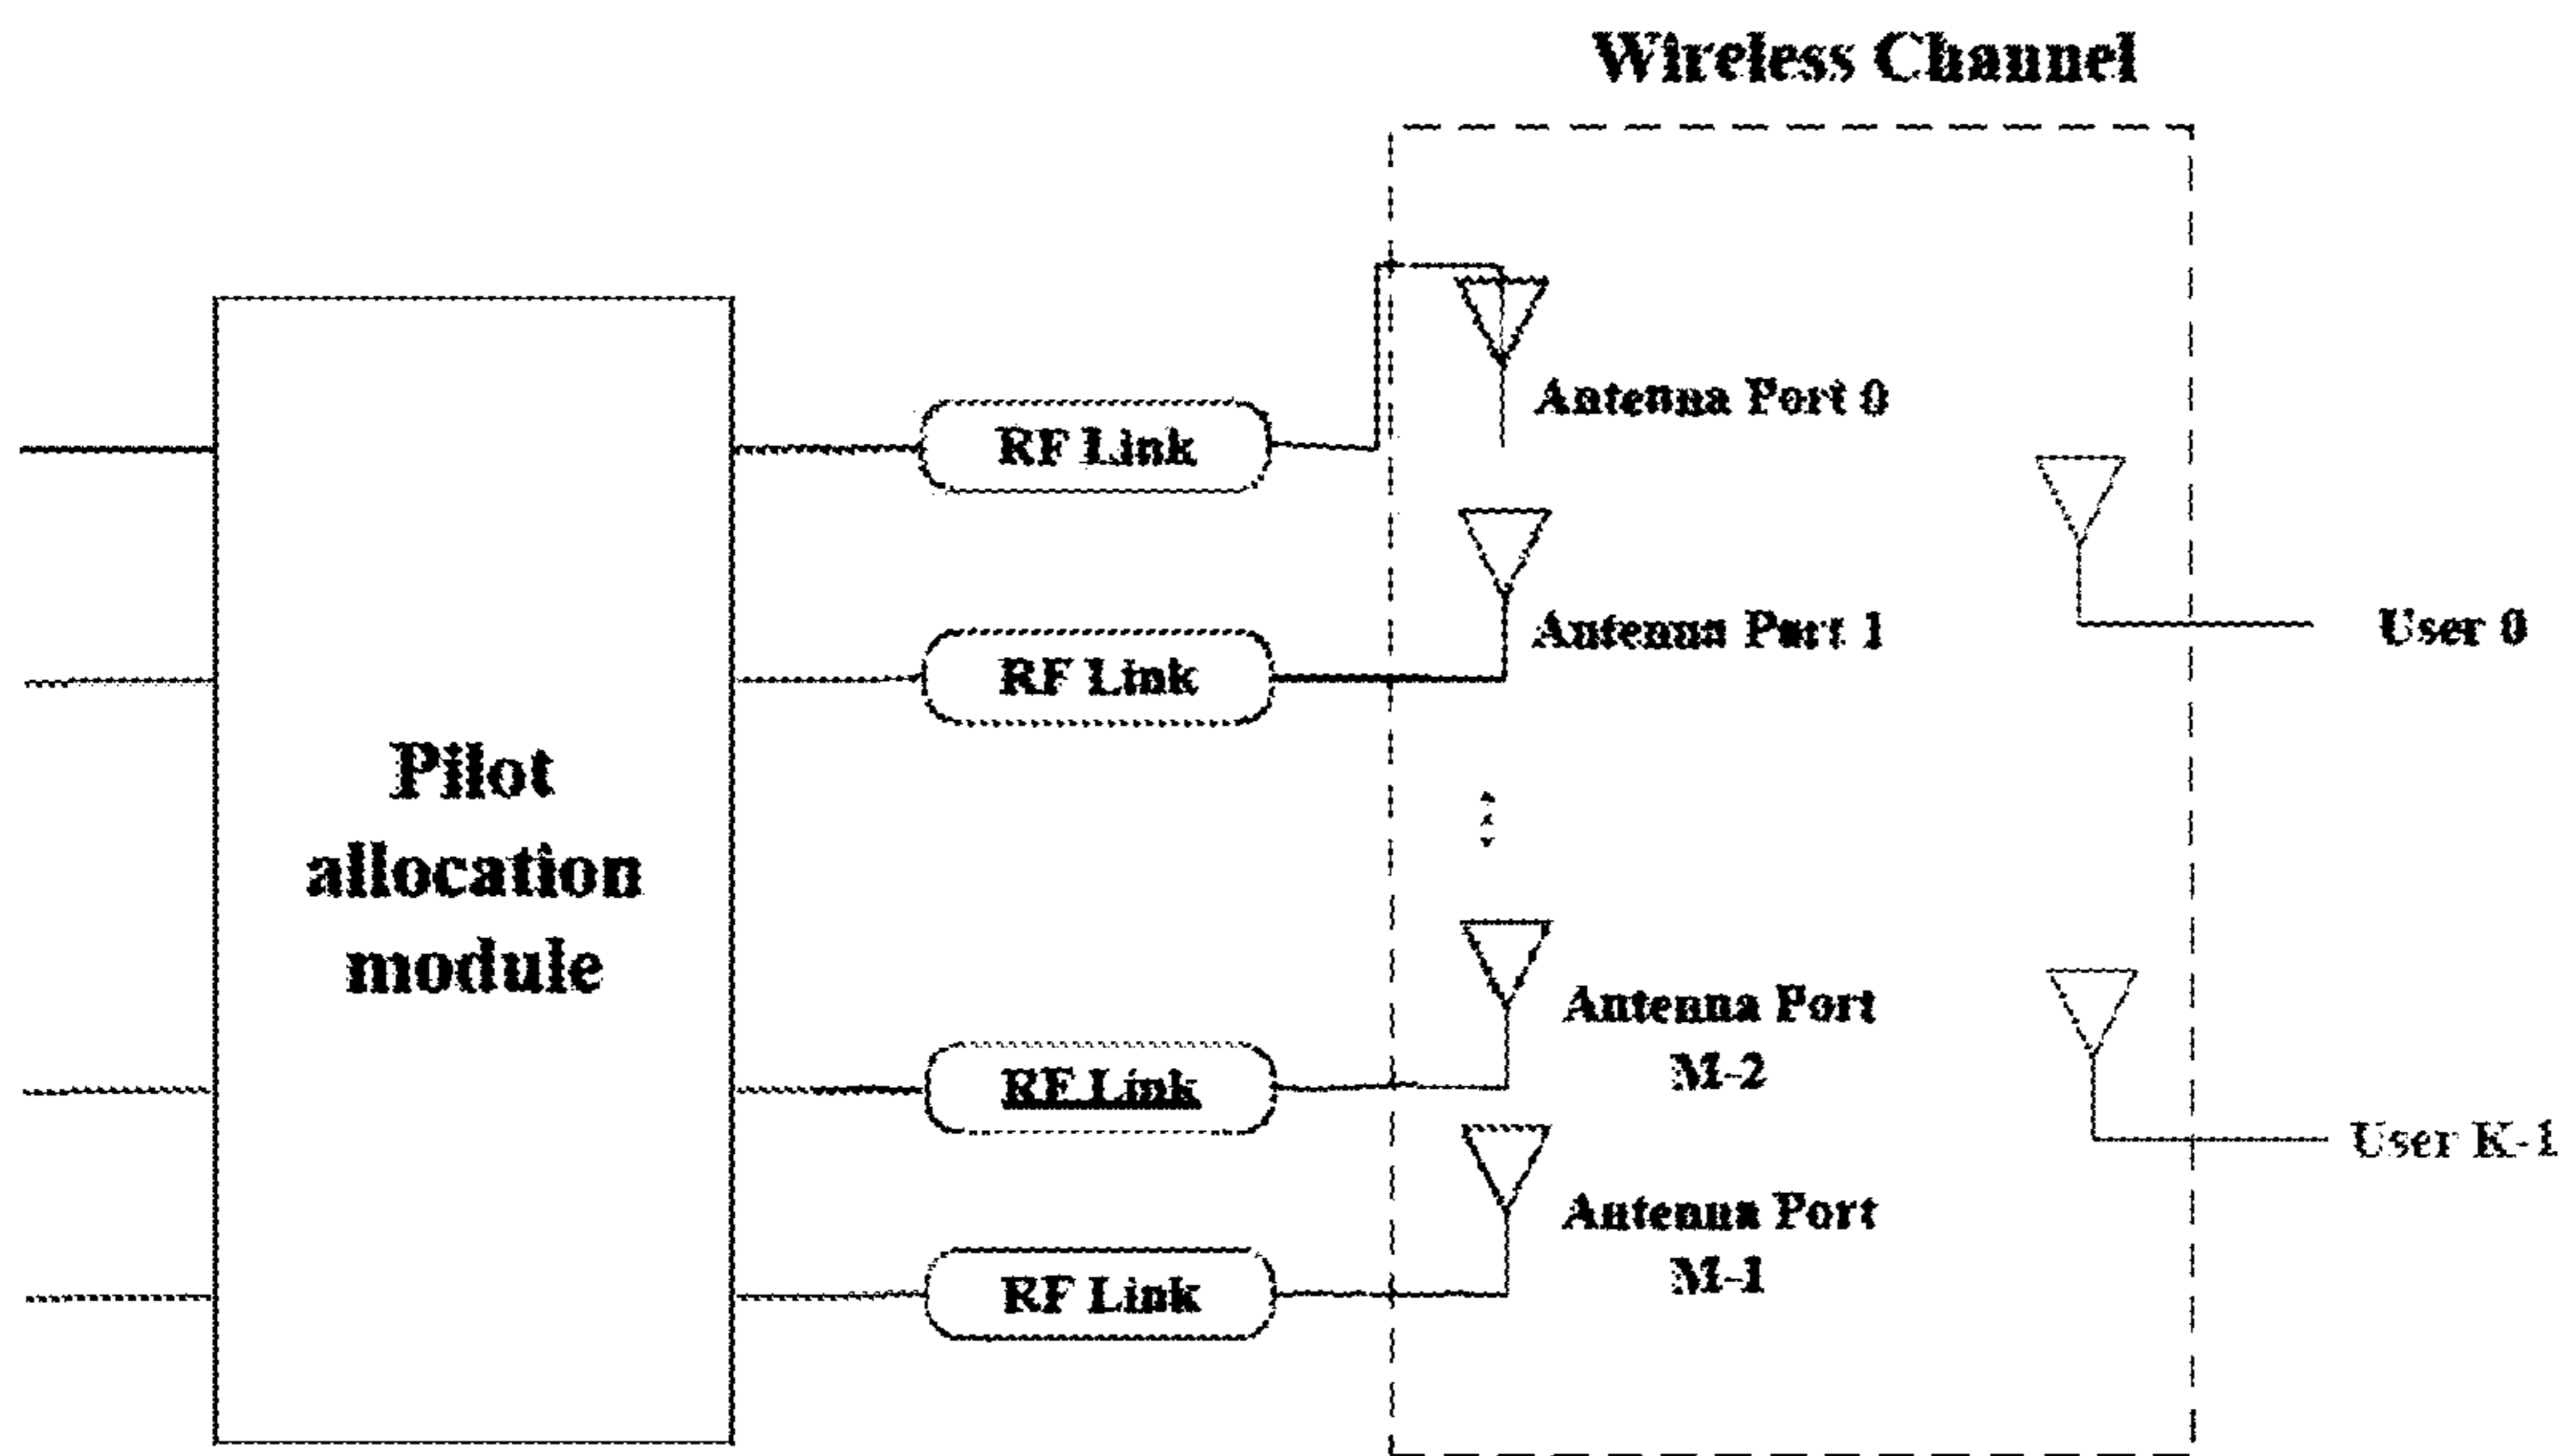 Wireless Channel
RF Link
Antenna Port 0
RF Link
Antenna Port 1
User 0
Pilot
allocation
module
RF Link
Antenna Port
M-2
User K-1
RF Link
Antenna Port
M-1